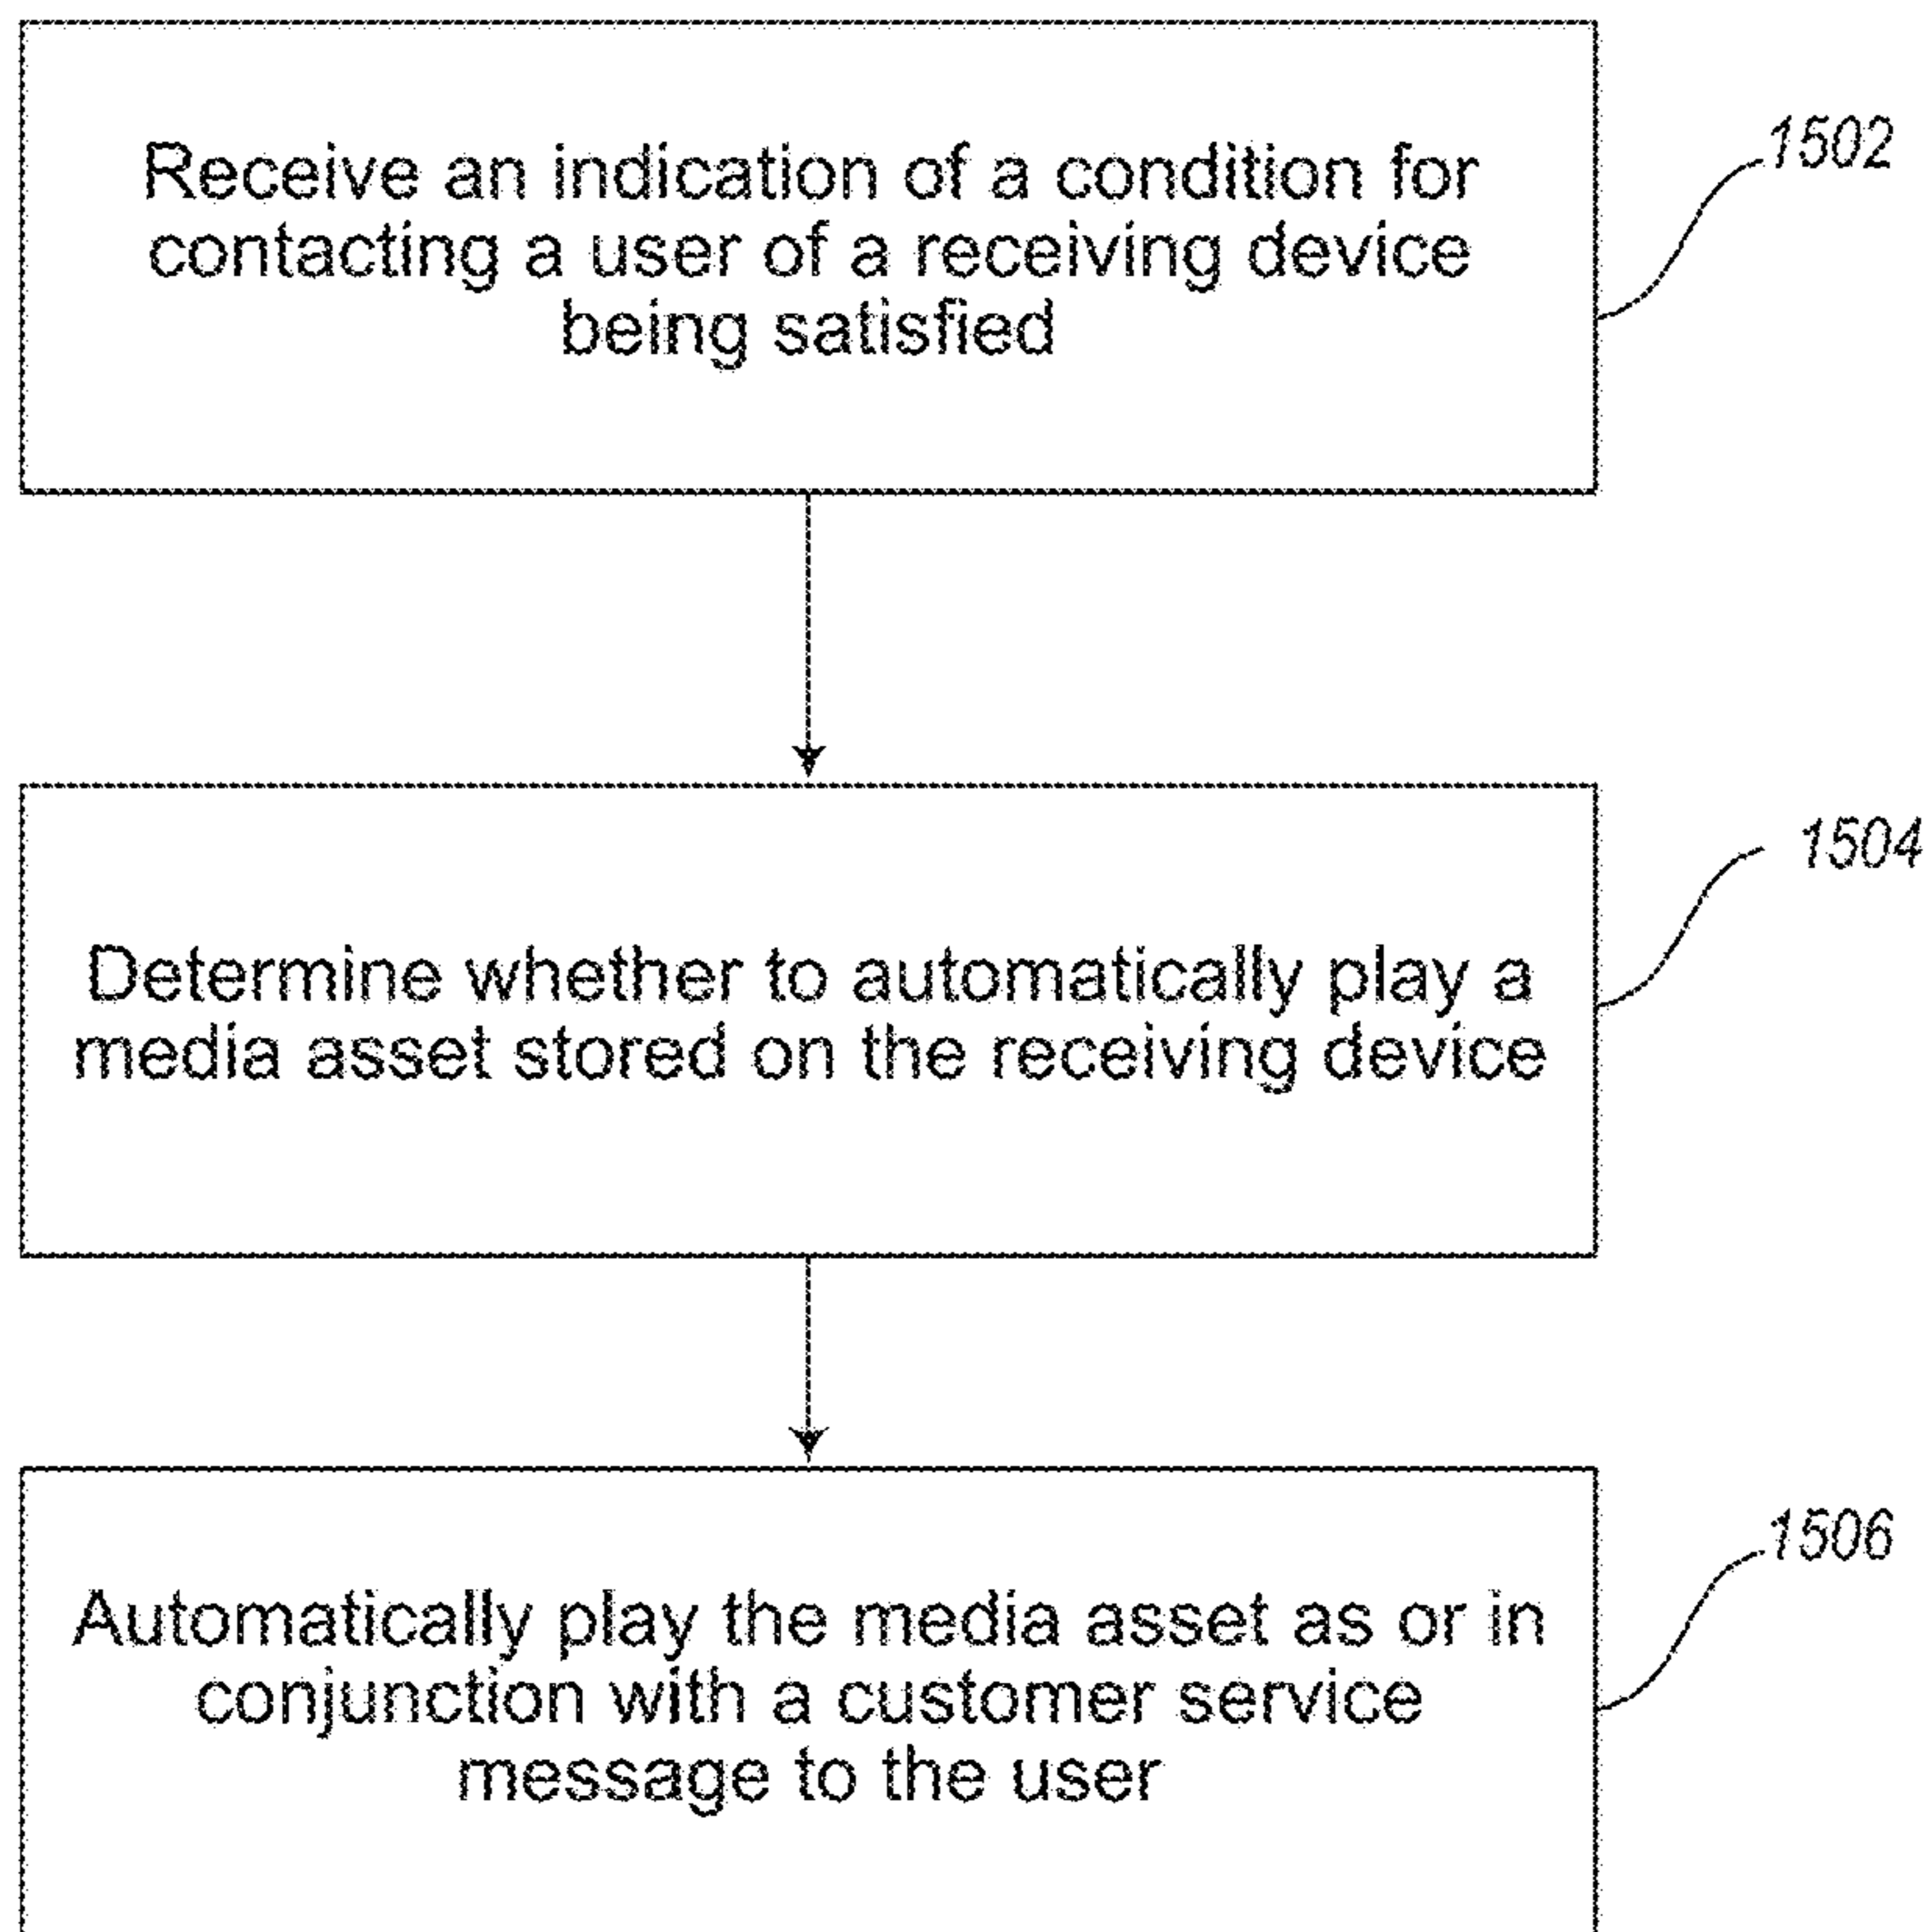 Receive an indication of a condition for
contacting a user of a receiving device
being satisfied
1502
Determine whether to automatically play a
media asset stored on the receiving device
1504
Automatically play the media asset as or in
conjunction with a customer service
message to the user
1506